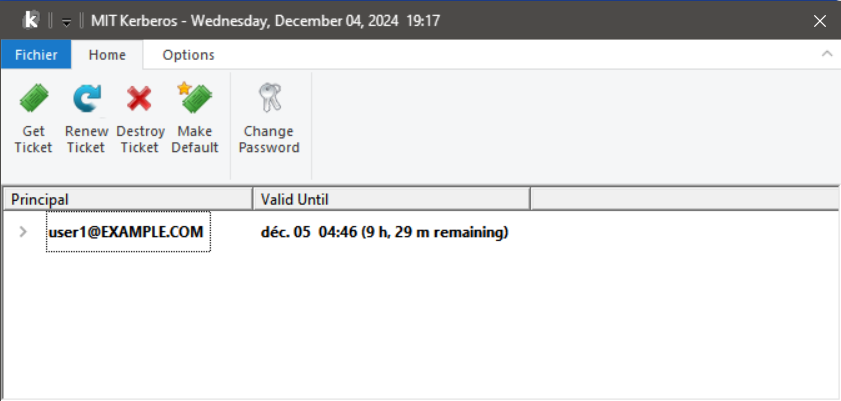 MIT Kerberos - Wednesday, December 04, 2024 19:17
Fichier Home Options
Get Ticket
Renew Ticket
Destroy Ticket
Make Default
Change Password
Principal Valid Until
user1@EXAMPLE.COM déc. 05 04:46 (9 h, 29 m remaining)